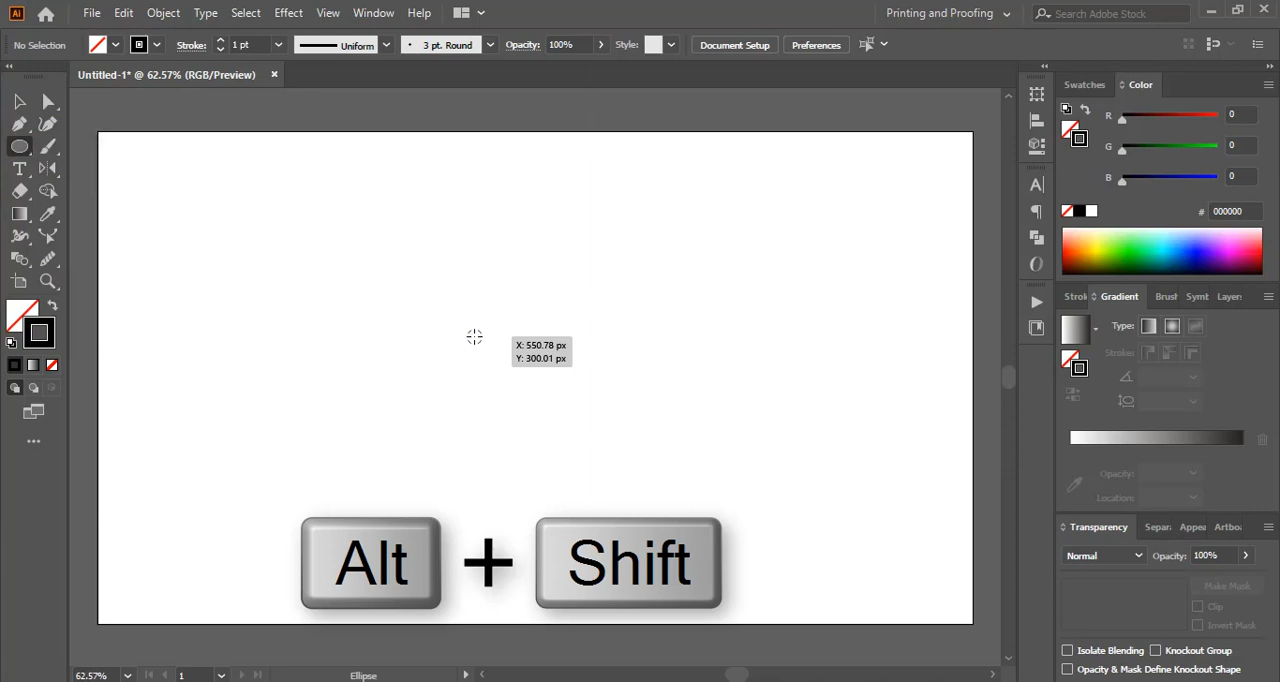 Ai File Edit Object Type Select Effect View Window Help Printing and Proofing Search Adobe Stock
No Selection Stroke: 1 pt Uniform 3 pt. Round Opacity: 100% Style: Document Setup Preferences
Untitled-1* @ 62.57% (RGB/Preview)
Swatches Color
R 0
G 0
B 0
# 000000
Strok Gradient Brush Symb Layers
Type:
Stroke:
X: 550.78 px
Y: 300.01 px
Opacity:
Location:
Transparency Separ Appea Artbo
Normal Opacity: 100%
Make Mask
Clip
Invert Mask
Isolate Blending Knockout Group
Opacity & Mask Define Knockout Shape
Alt + Shift
62.57% 1 Ellipse